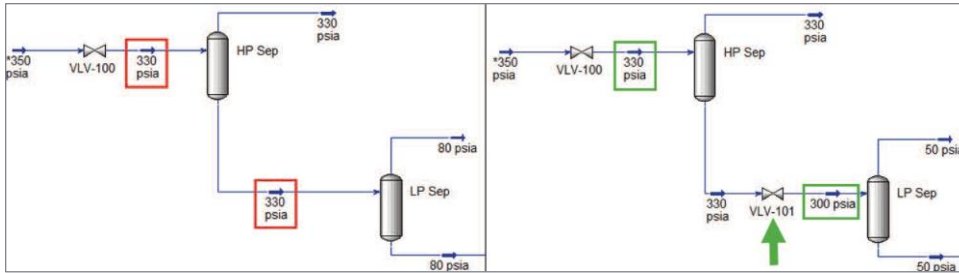 330
psia
*350
psia
VLV-100
330
psia
HP Sep
80 psia
330
psia
LP Sep
80 psia
330
psia
*350
psia
VLV-100
330
psia
HP Sep
50 psia
330
psia
VLV-101
300 psia
LP Sep
50 psia